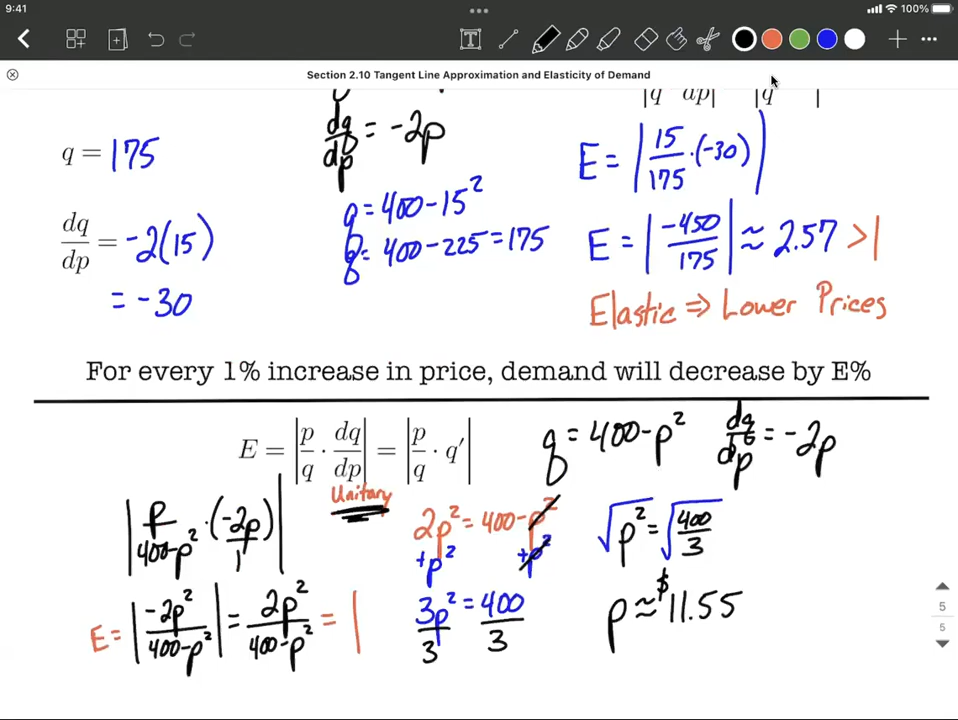 9:41
100%
T
Section 2.10 Tangent Line Approximation and Elasticity of Demand
|q dp| |q |
dq/dp = -2p
q = 175
E = |15/175 · (-30)|
q = 400 - 15²
q = 400 - 225 = 175
dq/dp = -2(15)
= -30
E = |-450/175| ≈ 2.57 > 1
Elastic ⇒ Lower Prices
For every 1% increase in price, demand will decrease by E%
E = |p/q · dq/dp| = |p/q · q'|
q = 400 - p²
dq/dp = -2p
Unitary
|p/400-p² · (-2p/1)|
2p² = 400 - p²
+p² +p²
√p² = √400/3
E = |-2p²/400-p²| = 2p²/400-p² = 1
3p² = 400
3 3
p ≈ $11.55
5
5